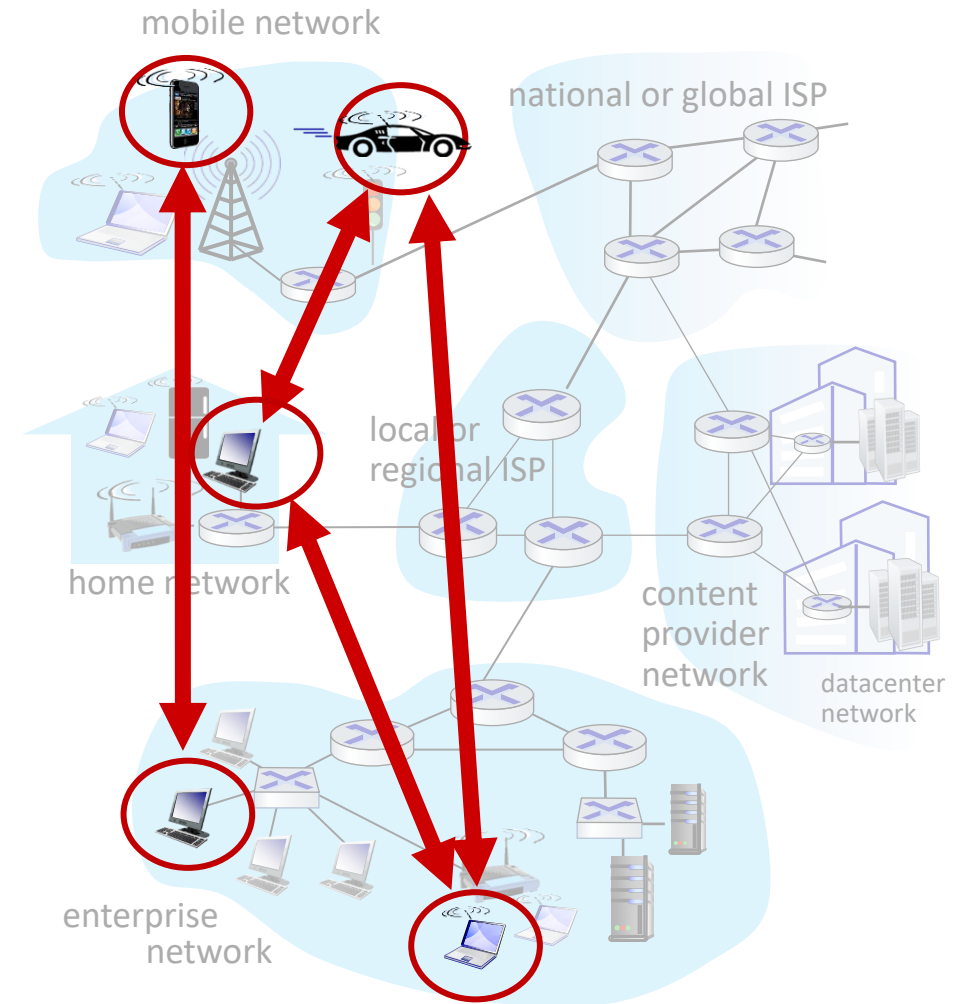 mobile network
national or global ISP
local or
regional ISP
home network
content
provider
network
datacenter
network
enterprise
network